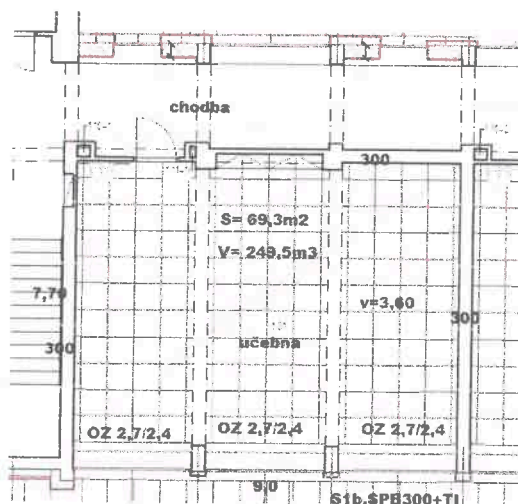 chodba
300
S= 69,3m2
V= 249,5m3
7,70
v=3,60
300
300
učebna
OZ 2,7/2,4
OZ 2,7/2,4
OZ 2,7/2,4
9,0
S1b.SPB300+TI